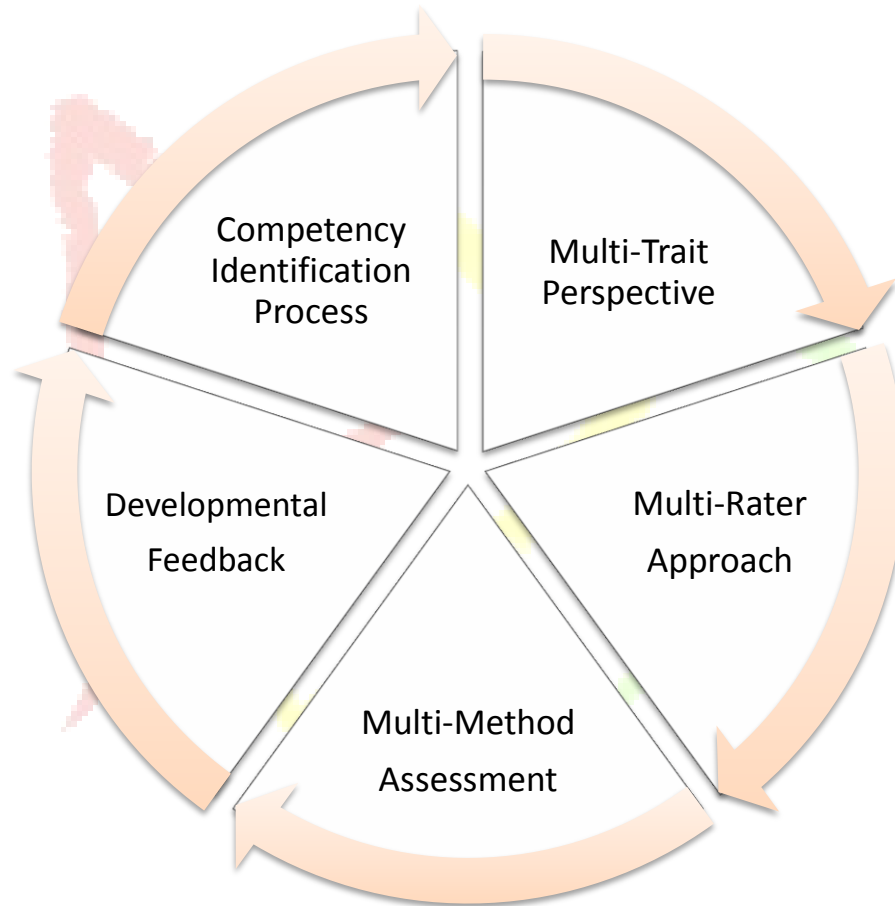 Competency
Identification
Process
Multi-Trait
Perspective
Multi-Rater
Approach
Multi-Method
Assessment
Developmental
Feedback